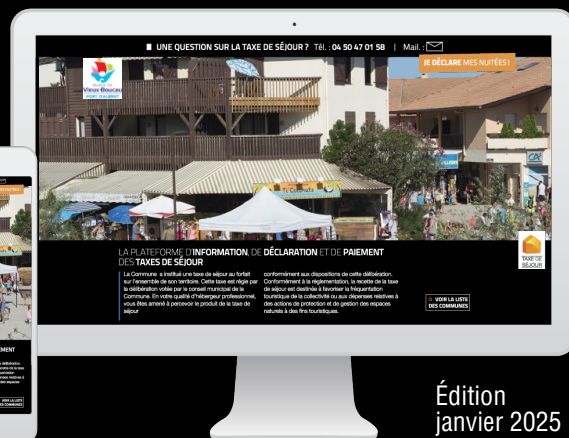 UNE QUESTION SUR LA TAXE DE SÉJOUR ? Tél. : 04 50 47 01 58 | Mail. :
JE DÉCLARE MES NUITÉES !
Vieux-Boucau
PORT D'ALBRET
LA PLATEFORME D'INFORMATION, DE DÉCLARATION ET DE PAIEMENT
DES TAXES DE SÉJOUR
La Commune a institué une taxe de séjour au forfait
sur l'ensemble de son territoire. Cette taxe est régie par
la délibération votée par le conseil municipal de la
Commune. En votre qualité d'hébergeur professionnel,
vous êtes amené à percevoir le produit de la taxe de
séjour
conformément aux dispositions de cette délibération.
Conformément à la réglementation, la recette de la taxe
de séjour est destinée à favoriser la fréquentation
touristique de la collectivité ou aux dépenses relatives à
des actions de protection et de gestion des espaces
naturels à des fins touristiques.
TAXE DE
SÉJOUR
VOIR LA LISTE
DES COMMUNES
EMENT
VOIR LA LISTE
DES COMMUNES
Édition
janvier 2025